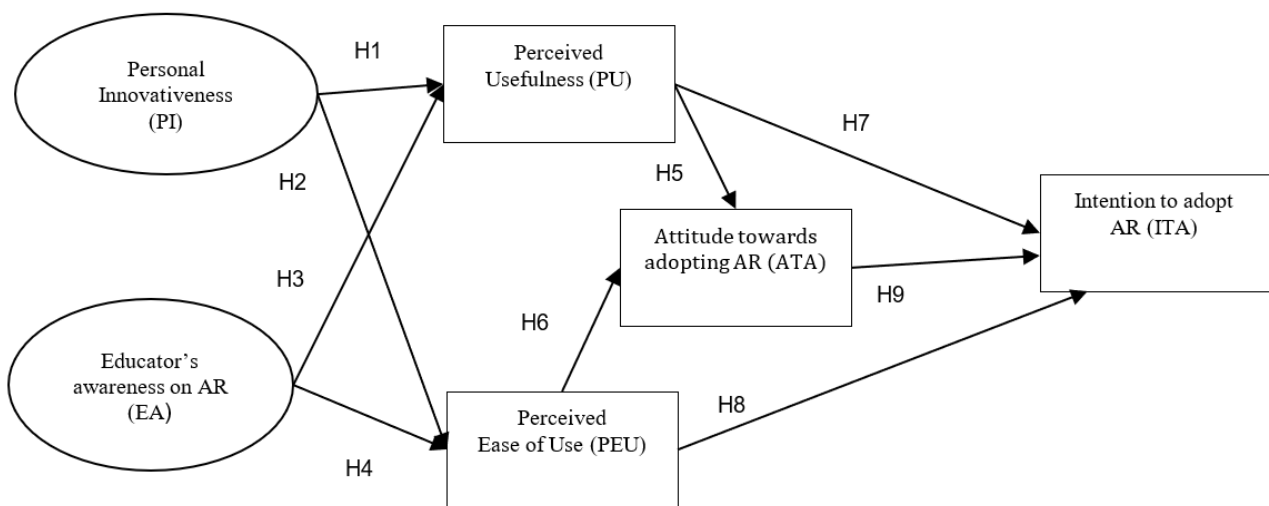 Personal
Innovativeness
(PI)
H1
Perceived
Usefulness (PU)
H7
H2
H5
Intention to adopt
AR (ITA)
Attitude towards
adopting AR (ATA)
H3
H9
H6
Educator’s
awareness on AR
(EA)
H4
Perceived
Ease of Use (PEU)
H8